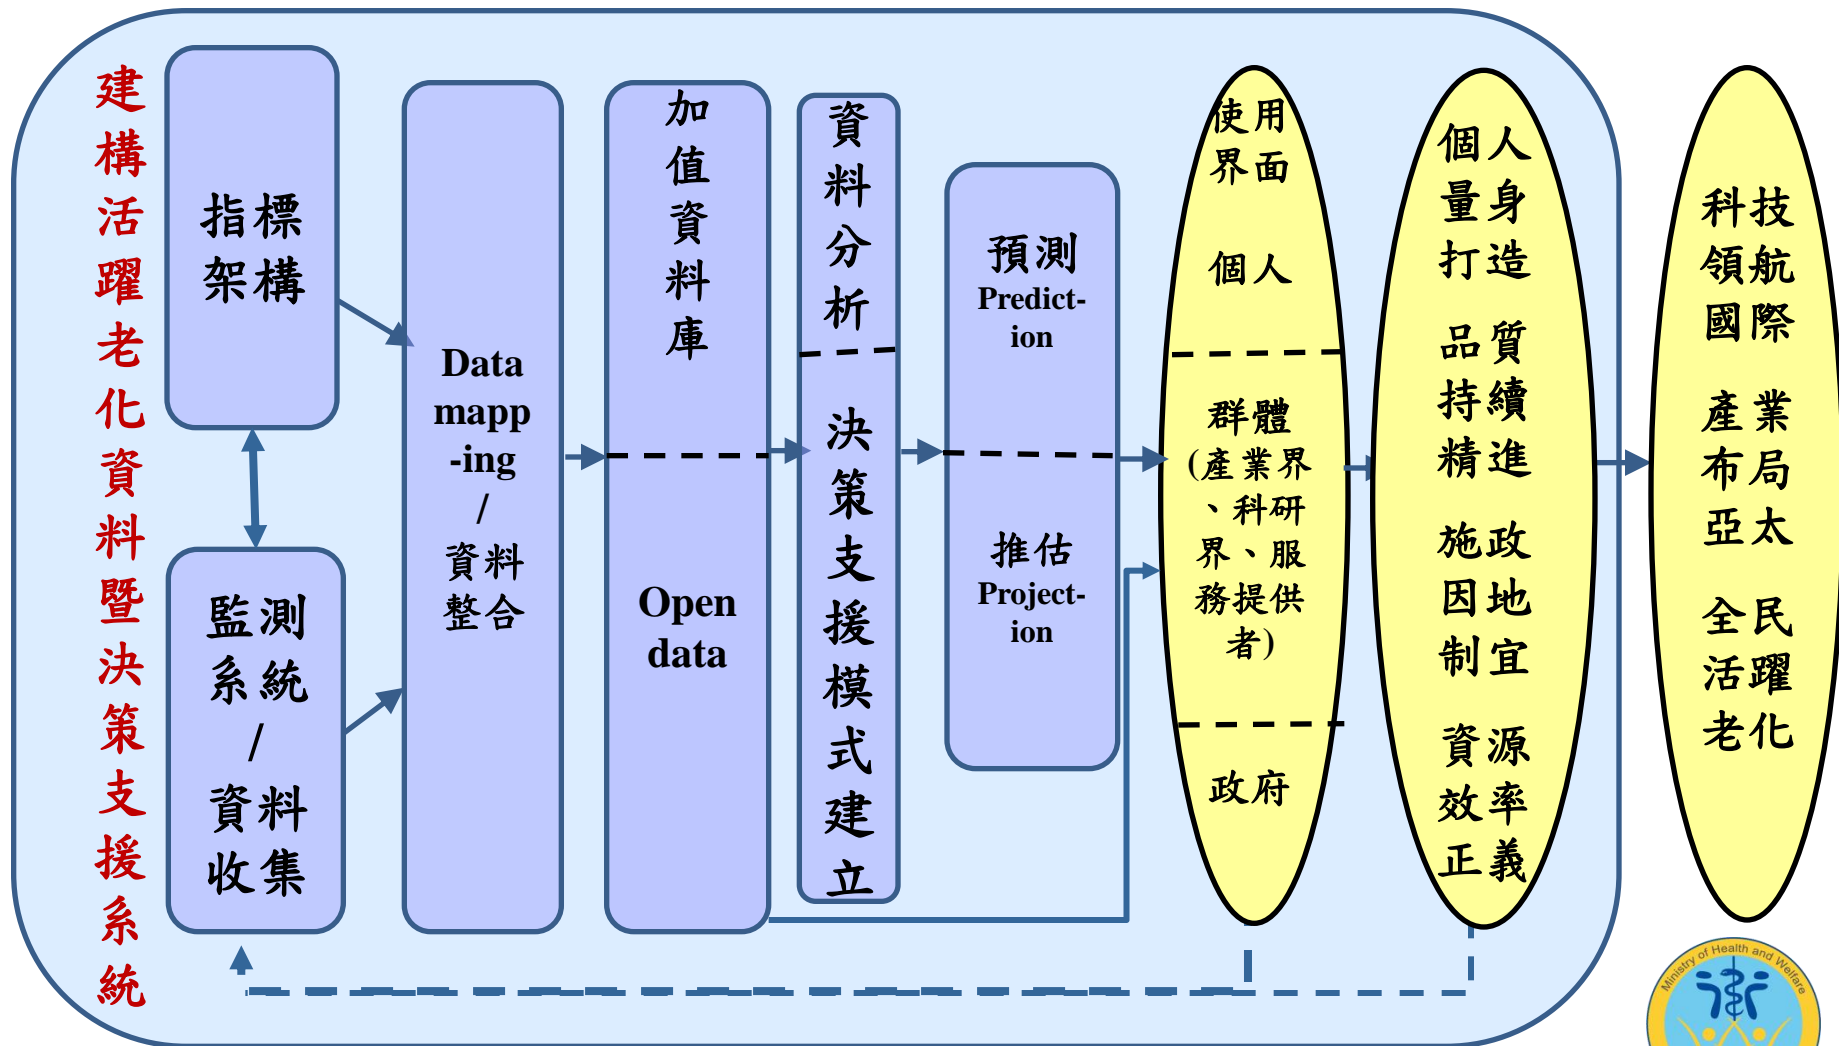 建構活躍老化資料暨決策支援系統
指標
架構
監測
系統
/
資料
收集
Data
mapp
-ing
/
資料
整合
加值資料庫
Open
data
資料分析
決策支援模式建立
預測
Predict-
ion
推估
Project-
ion
使用
界面
個人
群體
(產業界
、科研
界、服
務提供
者)
政府
個人
量身
打造
品質
持續
精進
施政
因地
制宜
資源
效率
正義
科技
領航
國際
產業
布局
亞太
全民
活躍
老化
Ministry of Health and Welfare